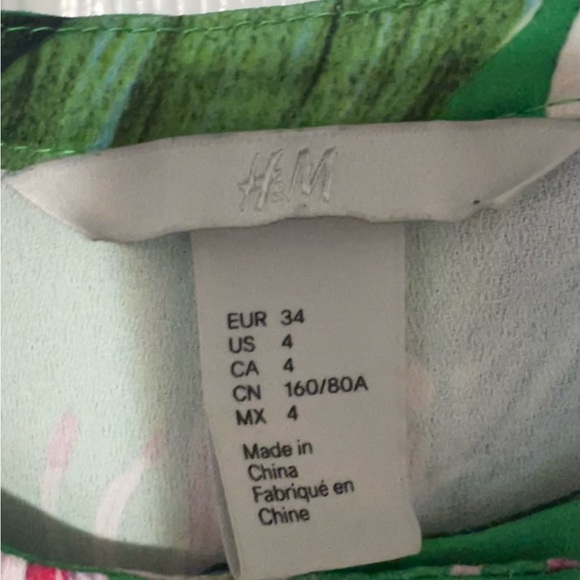 H&M
EUR 34
US 4
CA 4
CN 160/80A
MX 4
Made in
China
Fabriqué en
Chine